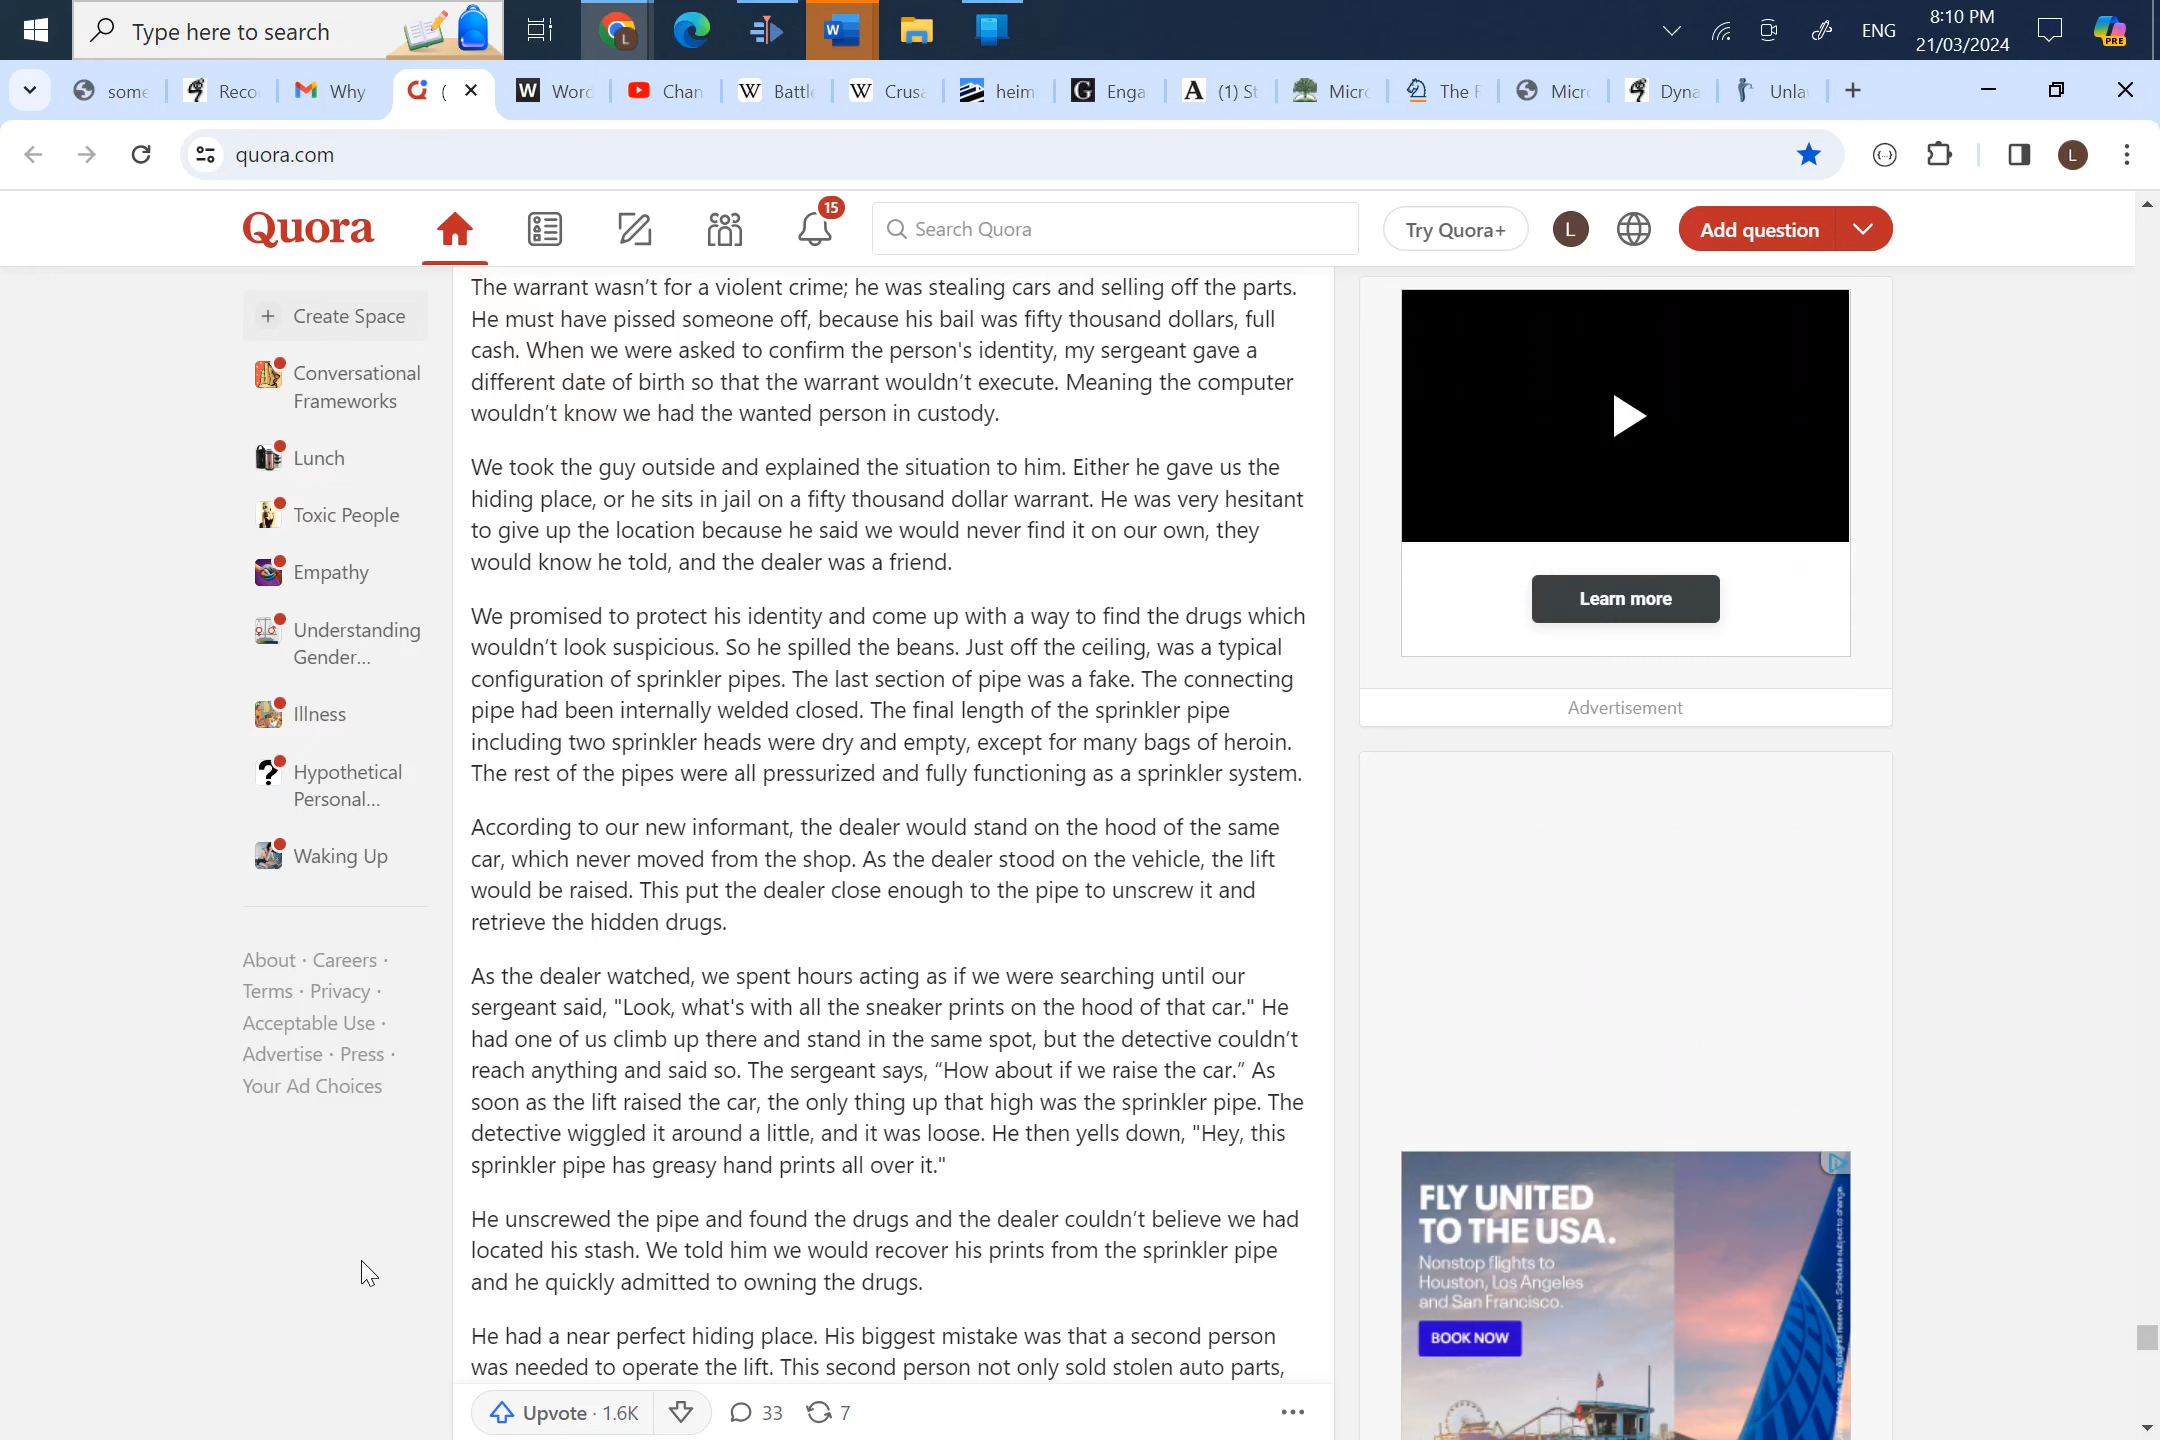 Type here to search
ENG
8:10 PM
21/03/2024
PRE
some
Reco
Why
(
Word
Chan
Battle
Crusa
heim
Enga
(1) St
Micro
The F
Micro
Dyna
Unla
quora.com
L
Quora
15
Search Quora
Try Quora+
L
Add question
Create Space
Conversational
Frameworks
Lunch
Toxic People
Empathy
Understanding
Gender...
Illness
Hypothetical
Personal...
Waking Up
About · Careers ·
Terms · Privacy ·
Acceptable Use ·
Advertise · Press ·
Your Ad Choices
The warrant wasn’t for a violent crime; he was stealing cars and selling off the parts.
He must have pissed someone off, because his bail was fifty thousand dollars, full
cash. When we were asked to confirm the person's identity, my sergeant gave a
different date of birth so that the warrant wouldn’t execute. Meaning the computer
wouldn’t know we had the wanted person in custody.
We took the guy outside and explained the situation to him. Either he gave us the
hiding place, or he sits in jail on a fifty thousand dollar warrant. He was very hesitant
to give up the location because he said we would never find it on our own, they
would know he told, and the dealer was a friend.
We promised to protect his identity and come up with a way to find the drugs which
wouldn’t look suspicious. So he spilled the beans. Just off the ceiling, was a typical
configuration of sprinkler pipes. The last section of pipe was a fake. The connecting
pipe had been internally welded closed. The final length of the sprinkler pipe
including two sprinkler heads were dry and empty, except for many bags of heroin.
The rest of the pipes were all pressurized and fully functioning as a sprinkler system.
According to our new informant, the dealer would stand on the hood of the same
car, which never moved from the shop. As the dealer stood on the vehicle, the lift
would be raised. This put the dealer close enough to the pipe to unscrew it and
retrieve the hidden drugs.
As the dealer watched, we spent hours acting as if we were searching until our
sergeant said, "Look, what's with all the sneaker prints on the hood of that car." He
had one of us climb up there and stand in the same spot, but the detective couldn’t
reach anything and said so. The sergeant says, “How about if we raise the car.” As
soon as the lift raised the car, the only thing up that high was the sprinkler pipe. The
detective wiggled it around a little, and it was loose. He then yells down, "Hey, this
sprinkler pipe has greasy hand prints all over it."
He unscrewed the pipe and found the drugs and the dealer couldn’t believe we had
located his stash. We told him we would recover his prints from the sprinkler pipe
and he quickly admitted to owning the drugs.
He had a near perfect hiding place. His biggest mistake was that a second person
was needed to operate the lift. This second person not only sold stolen auto parts,
Upvote · 1.6K
33
7
Learn more
Advertisement
FLY UNITED
TO THE USA.
Nonstop flights to
Houston, Los Angeles
and San Francisco.
BOOK NOW
All rights reserved. Schedule subject to change.